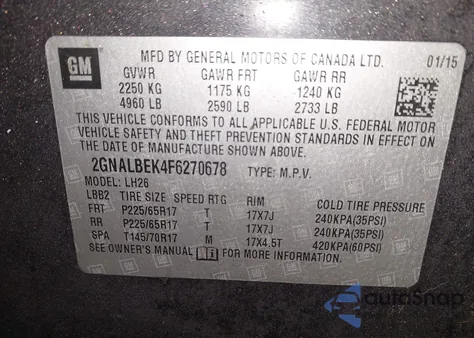 GM
MFD BY GENERAL MOTORS OF CANADA LTD.
01/15
GVWR GAWR FRT GAWR RR
2250 KG 1175 KG 1240 KG
4960 LB 2590 LB 2733 LB
THIS VEHICLE CONFORMS TO ALL APPLICABLE U.S. FEDERAL MOTOR
VEHICLE SAFETY AND THEFT PREVENTION STANDARDS IN EFFECT ON
THE DATE OF MANUFACTURE SHOWN ABOVE.
2GNALBEK4F6270678 TYPE: M.P.V.
MODEL: LH26
LBB2 TIRE SIZE SPEED RTG RIM COLD TIRE PRESSURE
FRT P225/65R17 T 17X7J 240KPA(35PSI)
RR P225/65R17 T 17X7J 240KPA(35PSI)
SPA T145/70R17 M 17X4.5T 420KPA(60PSI)
SEE OWNER'S MANUAL FOR MORE INFORMATION
AutoSnap